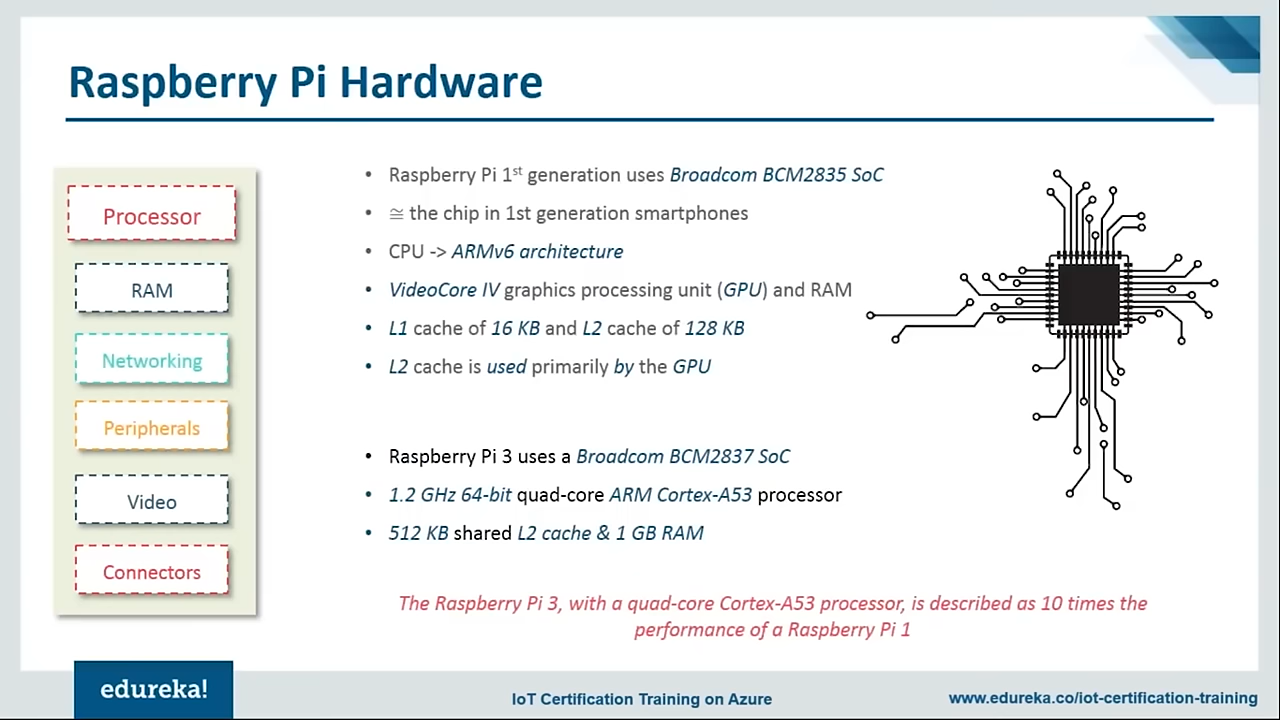 Raspberry Pi Hardware
Processor
RAM
Networking
Peripherals
Video
Connectors
• Raspberry Pi 1st generation uses Broadcom BCM2835 SoC
• ≅ the chip in 1st generation smartphones
• CPU -> ARMv6 architecture
• VideoCore IV graphics processing unit (GPU) and RAM
• L1 cache of 16 KB and L2 cache of 128 KB
• L2 cache is used primarily by the GPU
• Raspberry Pi 3 uses a Broadcom BCM2837 SoC
• 1.2 GHz 64-bit quad-core ARM Cortex-A53 processor
• 512 KB shared L2 cache & 1 GB RAM
The Raspberry Pi 3, with a quad-core Cortex-A53 processor, is described as 10 times the
performance of a Raspberry Pi 1
edureka!
IoT Certification Training on Azure
www.edureka.co/iot-certification-training